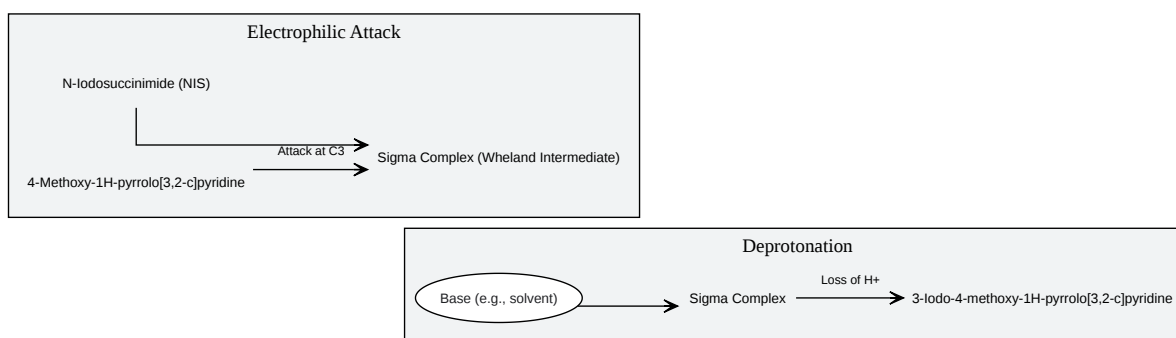 Electrophilic Attack
N-Iodosuccinimide (NIS)
Attack at C3
Sigma Complex (Wheland Intermediate)
4-Methoxy-1H-pyrrolo[3,2-c]pyridine
Deprotonation
Base (e.g., solvent)
Sigma Complex
Loss of H+
3-Iodo-4-methoxy-1H-pyrrolo[3,2-c]pyridine